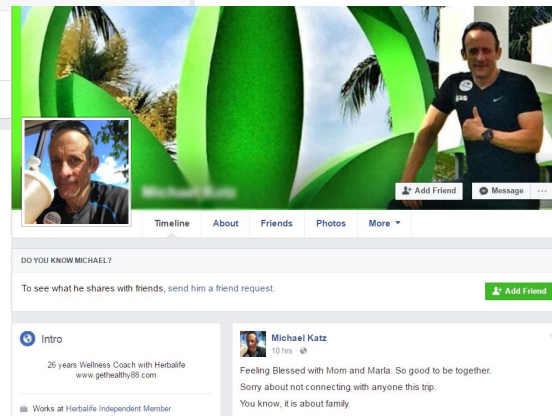 Michael Katz
Add Friend
Message
Timeline
About
Friends
Photos
More
DO YOU KNOW MICHAEL?
To see what he shares with friends, send him a friend request.
Add Friend
Intro
26 years Wellness Coach with Herbalife
www.gethealthy88.com
Works at Herbalife Independent Member
Michael Katz
10 hrs ·
Feeling Blessed with Mom and Marla. So good to be together.
Sorry about not connecting with anyone this trip.
You know, it is about family.